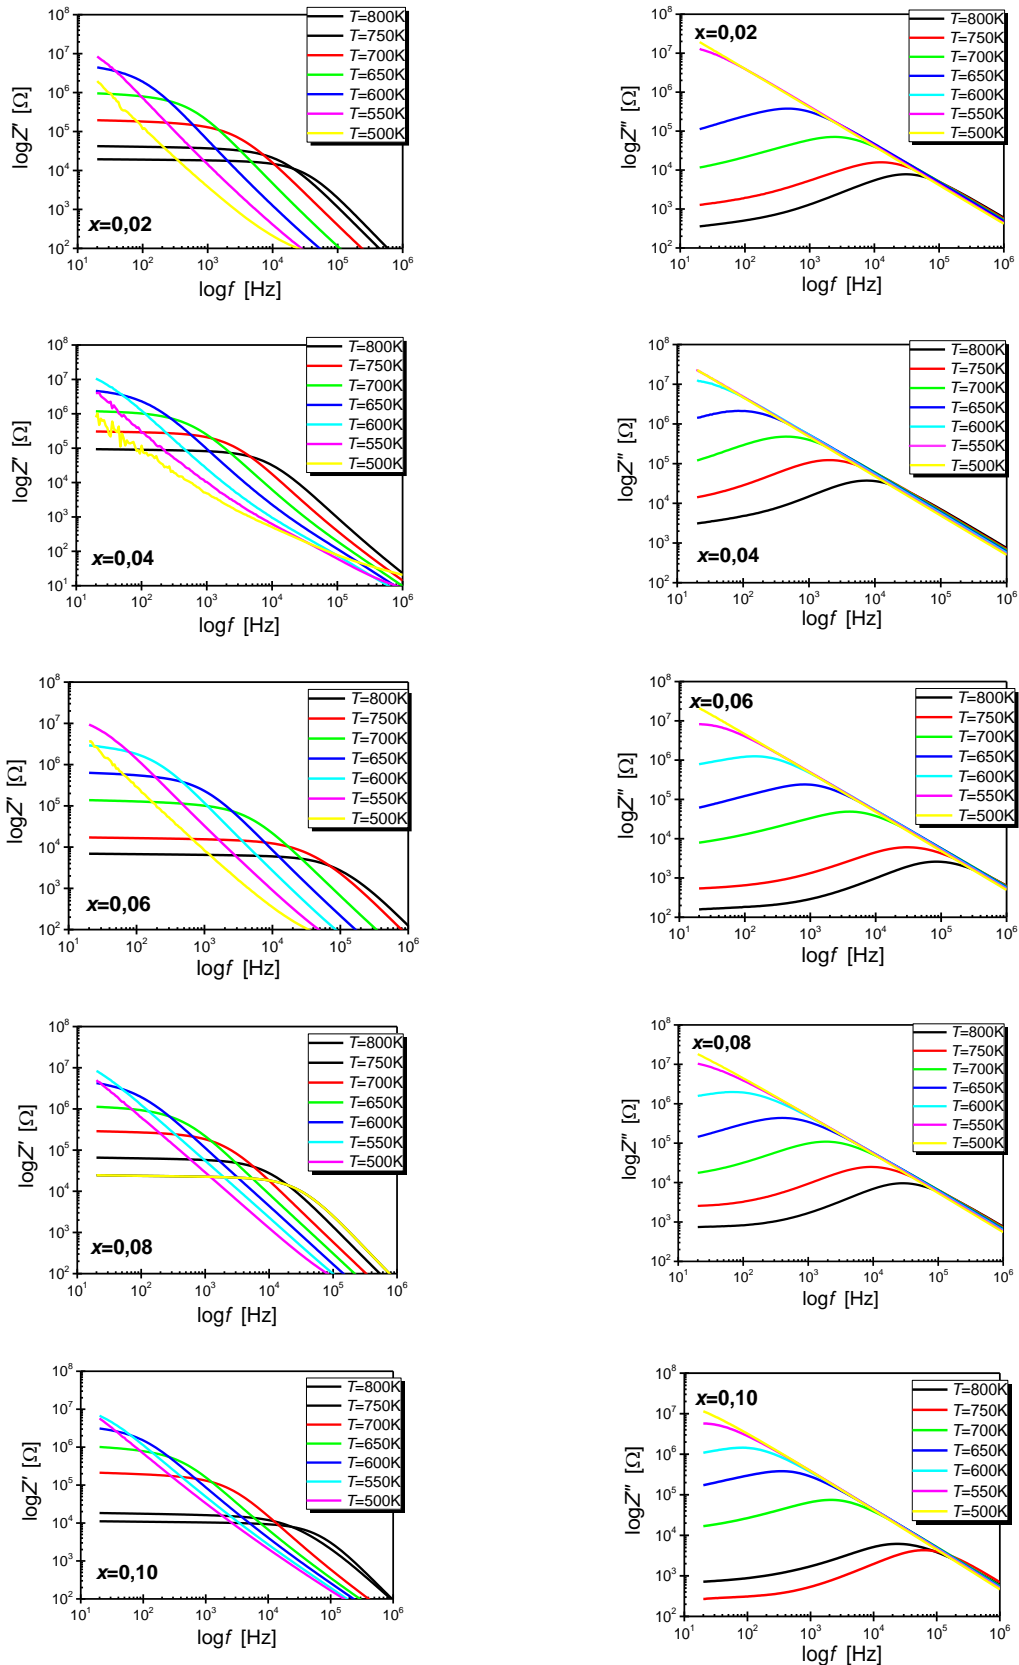 T=800K
T=750K
T=700K
T=650K
T=600K
T=550K
T=500K
10⁸
10⁷
10⁶
10⁵
10⁴
10³
10²
logZ' [Ω]
x=0,02
10¹ 10² 10³ 10⁴ 10⁵ 10⁶
logf [Hz]
x=0,02
T=800K
T=750K
T=700K
T=650K
T=600K
T=550K
T=500K
10⁸
10⁷
10⁶
10⁵
10⁴
10³
10²
logZ'' [Ω]
10¹ 10² 10³ 10⁴ 10⁵ 10⁶
logf [Hz]
T=800K
T=750K
T=700K
T=650K
T=600K
T=550K
T=500K
10⁸
10⁷
10⁶
10⁵
10⁴
10³
10²
10¹
logZ' [Ω]
x=0,04
10¹ 10² 10³ 10⁴ 10⁵ 10⁶
logf [Hz]
T=800K
T=750K
T=700K
T=650K
T=600K
T=550K
T=500K
10⁸
10⁷
10⁶
10⁵
10⁴
10³
10²
logZ'' [Ω]
x=0,04
10¹ 10² 10³ 10⁴ 10⁵ 10⁶
logf [Hz]
T=800K
T=750K
T=700K
T=650K
T=600K
T=550K
T=500K
10⁸
10⁷
10⁶
10⁵
10⁴
10³
10²
logZ' [Ω]
x=0,06
10¹ 10² 10³ 10⁴ 10⁵ 10⁶
logf [Hz]
x=0,06
T=800K
T=750K
T=700K
T=650K
T=600K
T=550K
T=500K
10⁸
10⁷
10⁶
10⁵
10⁴
10³
10²
logZ'' [Ω]
10¹ 10² 10³ 10⁴ 10⁵ 10⁶
logf [Hz]
T=800K
T=750K
T=700K
T=650K
T=600K
T=550K
T=500K
10⁸
10⁷
10⁶
10⁵
10⁴
10³
10²
logZ' [Ω]
x=0,08
10¹ 10² 10³ 10⁴ 10⁵ 10⁶
logf [Hz]
x=0,08
T=800K
T=750K
T=700K
T=650K
T=600K
T=550K
T=500K
10⁸
10⁷
10⁶
10⁵
10⁴
10³
10²
logZ'' [Ω]
10¹ 10² 10³ 10⁴ 10⁵ 10⁶
logf [Hz]
T=800K
T=750K
T=700K
T=650K
T=600K
T=550K
T=500K
10⁸
10⁷
10⁶
10⁵
10⁴
10³
10²
logZ' [Ω]
x=0,10
10¹ 10² 10³ 10⁴ 10⁵ 10⁶
logf [Hz]
x=0,10
T=800K
T=750K
T=700K
T=650K
T=600K
T=550K
T=500K
10⁸
10⁷
10⁶
10⁵
10⁴
10³
10²
logZ'' [Ω]
10¹ 10² 10³ 10⁴ 10⁵ 10⁶
logf [Hz]